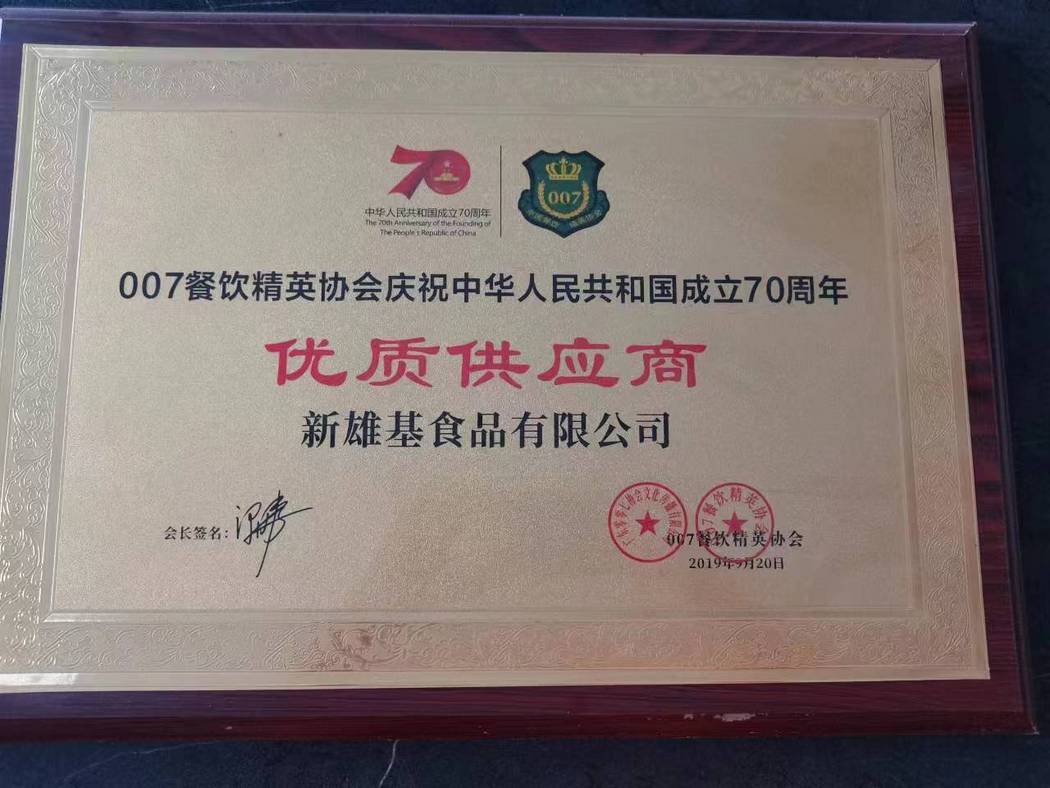 中华人民共和国成立70周年
The 70th Anniversary of the Founding of
The People's Republic of China
007
007餐饮精英协会庆祝中华人民共和国成立70周年
优质供应商
新雄基食品有限公司
会长签名:
007餐饮精英协会
2019年9月20日